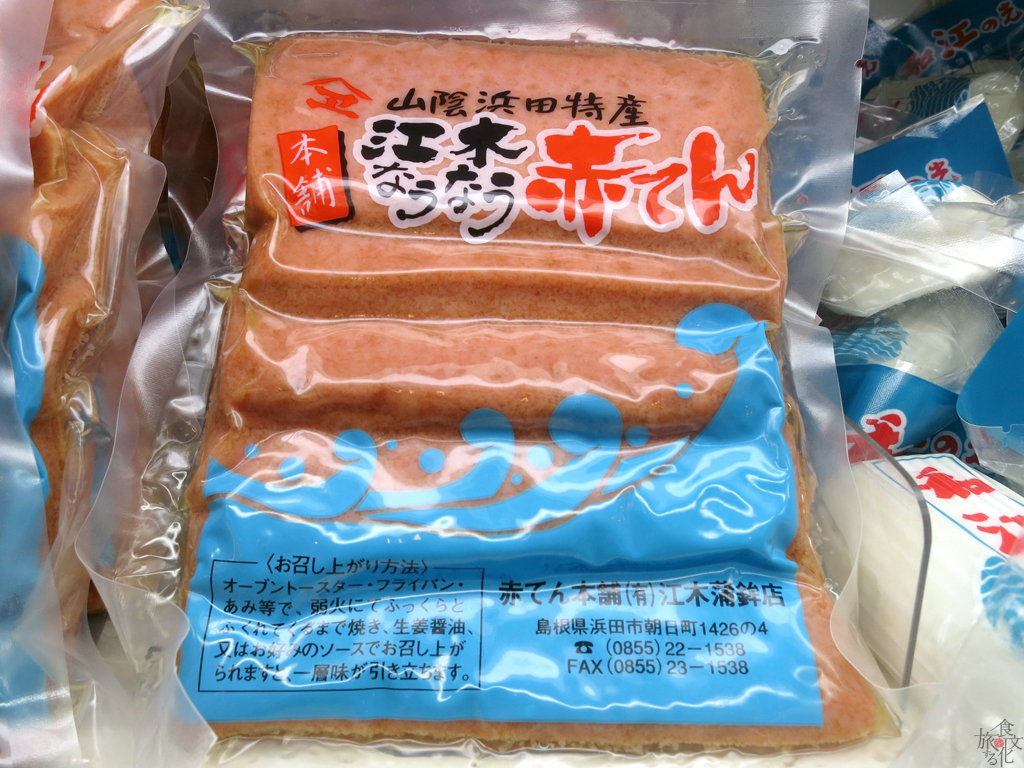 山陰浜田特産
本舗
江木
なうなう
赤てん
〈お召し上がり方法〉
オーブントースター・フライパン・
あみ等で、弱火にてふっくらと
ふくれてくるまで焼き、生姜醤油、
又はお好みのソースでお召し上が
られますと、一層味が引き立ちます。
赤てん本舗(有)江木蒲鉾店
島根県浜田市朝日町1426の4
☎(0855)22-1538
FAX(0855)23-1538
江の
食文化
旅する